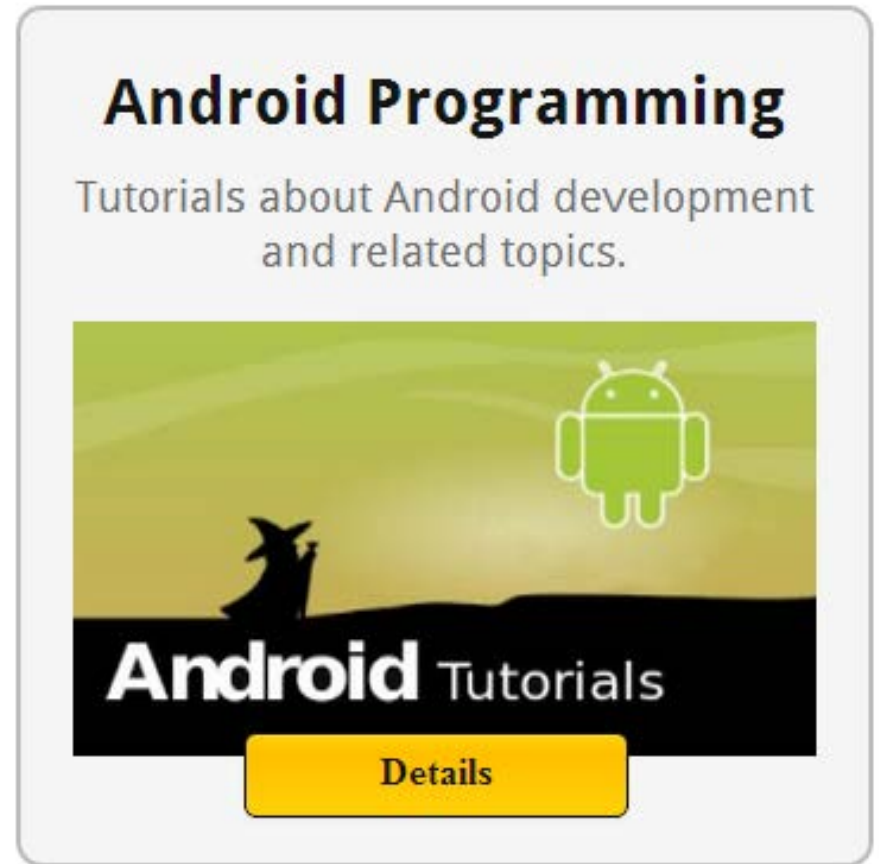 Android Programming
Tutorials about Android development
and related topics.
Android Tutorials
Details